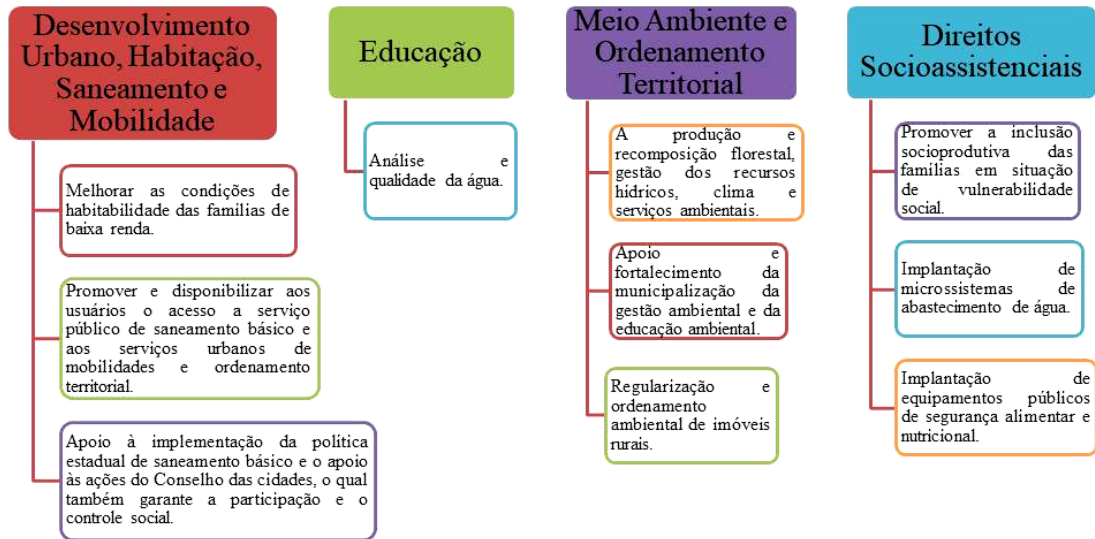 Desenvolvimento
Urbano, Habitação,
Saneamento e
Mobilidade
Melhorar as condições de
habitabilidade das famílias de
baixa renda.
Promover e disponibilizar aos
usuários o acesso a serviço
público de saneamento básico e
aos serviços urbanos de
mobilidades e ordenamento
territorial.
Apoio à implementação da política
estadual de saneamento básico e o apoio
às ações do Conselho das cidades, o qual
também garante a participação e o
controle social.
Educação
Análise e
qualidade da água.
Meio Ambiente e
Ordenamento
Territorial
A produção e
recomposição florestal,
gestão dos recursos
hídricos, clima e
serviços ambientais.
Apoio e
fortalecimento da
municipalização da
gestão ambiental e da
educação ambiental.
Regularização e
ordenamento
ambiental de imóveis
rurais.
Direitos
Socioassistenciais
Promover a inclusão
socioprodutiva das
famílias em situação
de vulnerabilidade
social.
Implantação de
microssistemas de
abastecimento de água.
Implantação de
equipamentos públicos
de segurança alimentar e
nutricional.